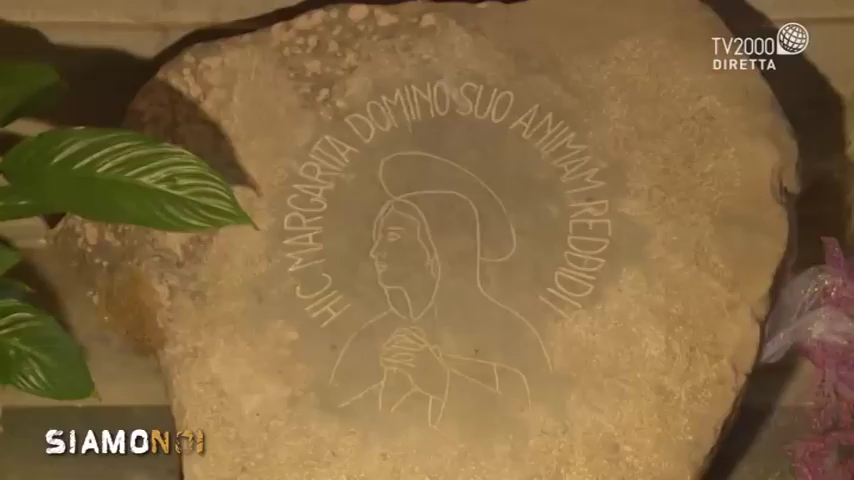 TV2000
DIRETTA
HIC MARGARITA DOMINO SUO ANIMAM REDDIDIT
SIAMONOI